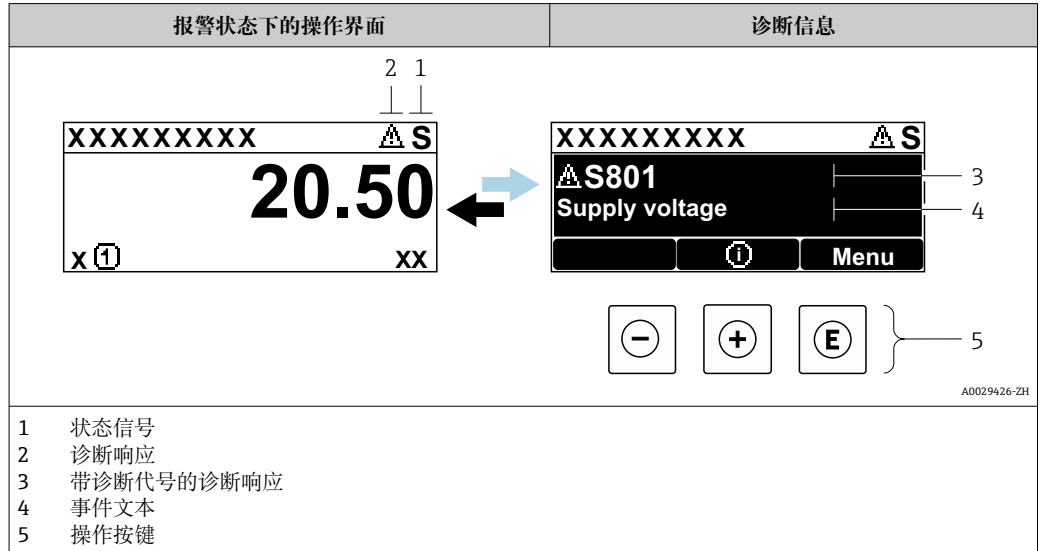 报警状态下的操作界面
诊断信息
2 1
XXXXXXXXX S
20.50
X 1 XX
XXXXXXXXX S
S801
3
Supply voltage
4
i Menu
- + E
5
A0029426-ZH
1 状态信号
2 诊断响应
3 带诊断代号的诊断响应
4 事件文本
5 操作按键